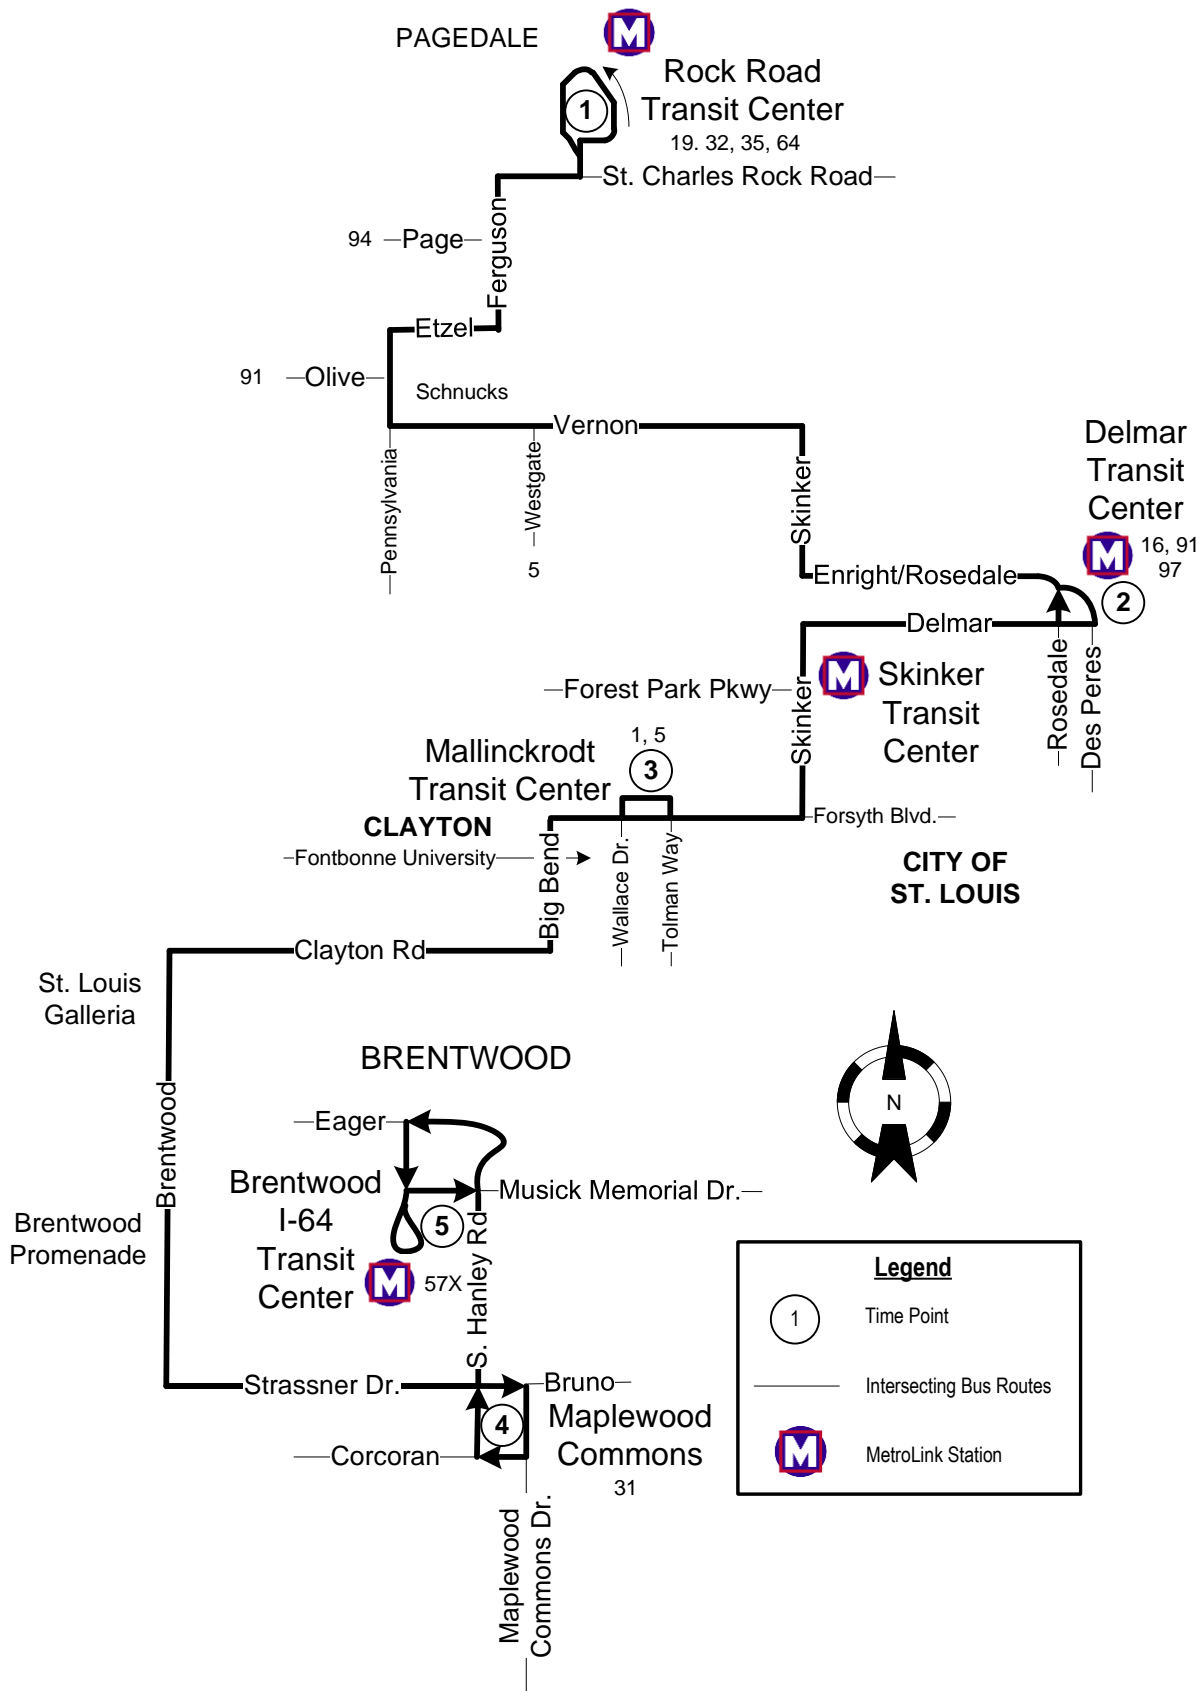 PAGEDALE
M
Rock Road
Transit Center
1
19. 32, 35, 64
St. Charles Rock Road
Ferguson
94
Page
Etzel
91
Olive
Schnucks
Vernon
Pennsylvania
Westgate
5
Skinker
Delmar
Transit
Center
M
16, 91
97
2
Enright/Rosedale
Delmar
Rosedale
Des Peres
Forest Park Pkwy
M
Skinker
Transit
Center
Skinker
Mallinckrodt
Transit Center
1, 5
3
Forsyth Blvd.
CLAYTON
Fontbonne University
Big Bend
Wallace Dr.
Tolman Way
CITY OF
ST. LOUIS
Clayton Rd
St. Louis
Galleria
BRENTWOOD
N
Brentwood
Eager
Brentwood
I-64
Transit
Center
M
57X
5
Musick Memorial Dr.
S. Hanley Rd
Brentwood
Promenade
Strassner Dr.
Bruno
4
Maplewood
Commons
31
Corcoran
Maplewood
Commons Dr.
Legend
1
Time Point
Intersecting Bus Routes
M
MetroLink Station